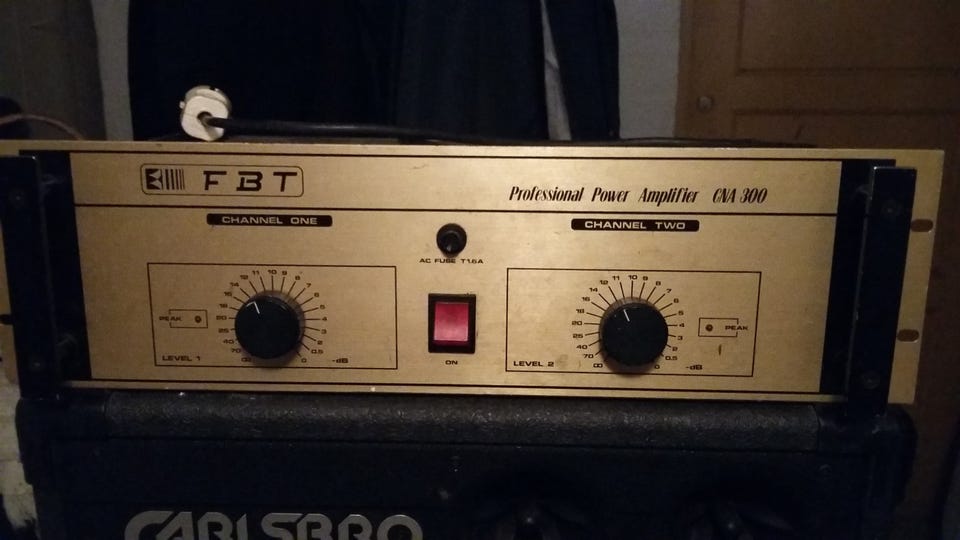 FBT
Professional Power Amplifier CNA 300
CHANNEL ONE
CHANNEL TWO
AC FUSE T1.6A
PEAK
LEVEL 1
∞ 70 40 25 20 18 16 14 12 11 10 9 8 7 6 5 4 3 2 0.5 0
-dB
ON
LEVEL 2
∞ 70 40 25 20 18 16 14 12 11 10 9 8 7 6 5 4 3 2 0.5 0
-dB
PEAK
CARLSBRO